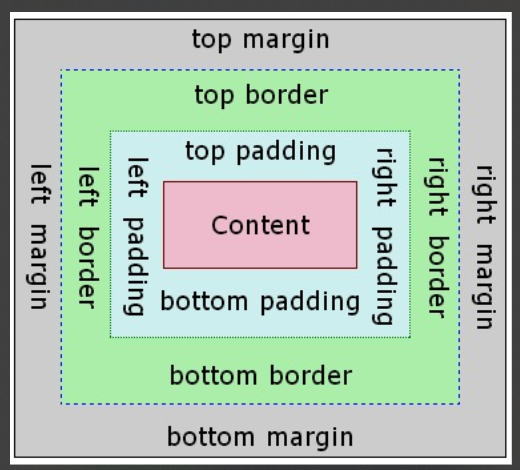 top margin
top border
top padding
left margin
left border
left padding
Content
right padding
right border
right margin
bottom padding
bottom border
bottom margin